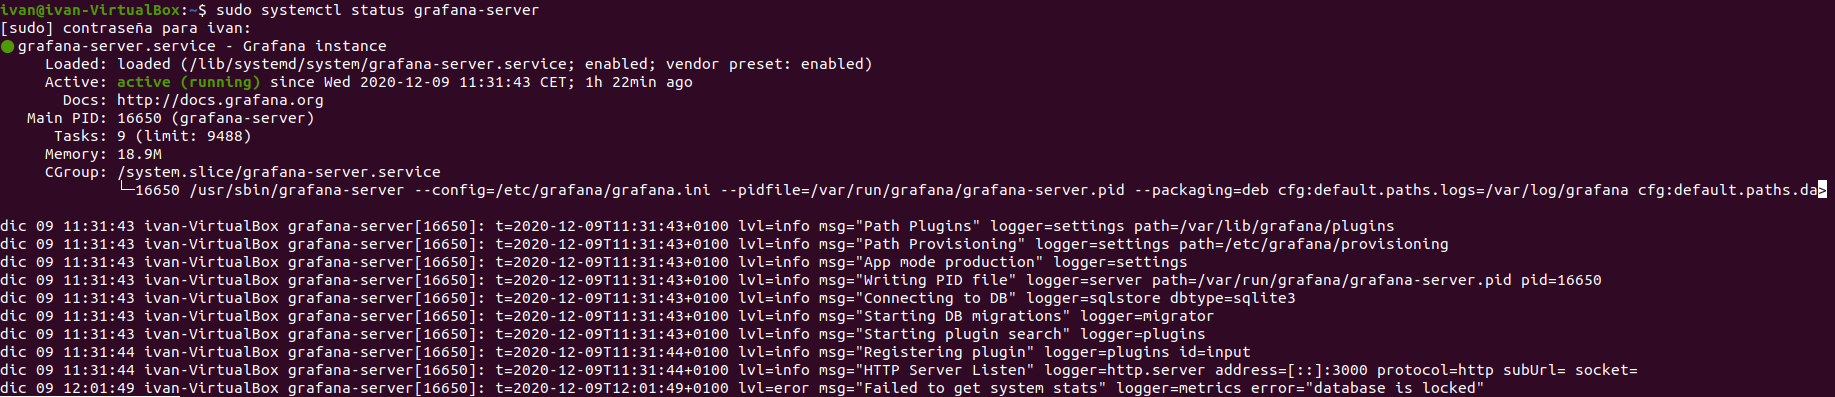 ivan@ivan-VirtualBox:~$ sudo systemctl status grafana-server
[sudo] contraseña para ivan:
● grafana-server.service - Grafana instance
     Loaded: loaded (/lib/systemd/system/grafana-server.service; enabled; vendor preset: enabled)
     Active: active (running) since Wed 2020-12-09 11:31:43 CET; 1h 22min ago
       Docs: http://docs.grafana.org
   Main PID: 16650 (grafana-server)
      Tasks: 9 (limit: 9488)
     Memory: 18.9M
     CGroup: /system.slice/grafana-server.service
             └─16650 /usr/sbin/grafana-server --config=/etc/grafana/grafana.ini --pidfile=/var/run/grafana/grafana-server.pid --packaging=deb cfg:default.paths.logs=/var/log/grafana cfg:default.paths.da>
dic 09 11:31:43 ivan-VirtualBox grafana-server[16650]: t=2020-12-09T11:31:43+0100 lvl=info msg="Path Plugins" logger=settings path=/var/lib/grafana/plugins
dic 09 11:31:43 ivan-VirtualBox grafana-server[16650]: t=2020-12-09T11:31:43+0100 lvl=info msg="Path Provisioning" logger=settings path=/etc/grafana/provisioning
dic 09 11:31:43 ivan-VirtualBox grafana-server[16650]: t=2020-12-09T11:31:43+0100 lvl=info msg="App mode production" logger=settings
dic 09 11:31:43 ivan-VirtualBox grafana-server[16650]: t=2020-12-09T11:31:43+0100 lvl=info msg="Writing PID file" logger=server path=/var/run/grafana/grafana-server.pid pid=16650
dic 09 11:31:43 ivan-VirtualBox grafana-server[16650]: t=2020-12-09T11:31:43+0100 lvl=info msg="Connecting to DB" logger=sqlstore dbtype=sqlite3
dic 09 11:31:43 ivan-VirtualBox grafana-server[16650]: t=2020-12-09T11:31:43+0100 lvl=info msg="Starting DB migrations" logger=migrator
dic 09 11:31:43 ivan-VirtualBox grafana-server[16650]: t=2020-12-09T11:31:43+0100 lvl=info msg="Starting plugin search" logger=plugins
dic 09 11:31:44 ivan-VirtualBox grafana-server[16650]: t=2020-12-09T11:31:44+0100 lvl=info msg="Registering plugin" logger=plugins id=input
dic 09 11:31:44 ivan-VirtualBox grafana-server[16650]: t=2020-12-09T11:31:44+0100 lvl=info msg="HTTP Server Listen" logger=http.server address=[::]:3000 protocol=http subUrl= socket=
dic 09 12:01:49 ivan-VirtualBox grafana-server[16650]: t=2020-12-09T12:01:49+0100 lvl=eror msg="Failed to get system stats" logger=metrics error="database is locked"